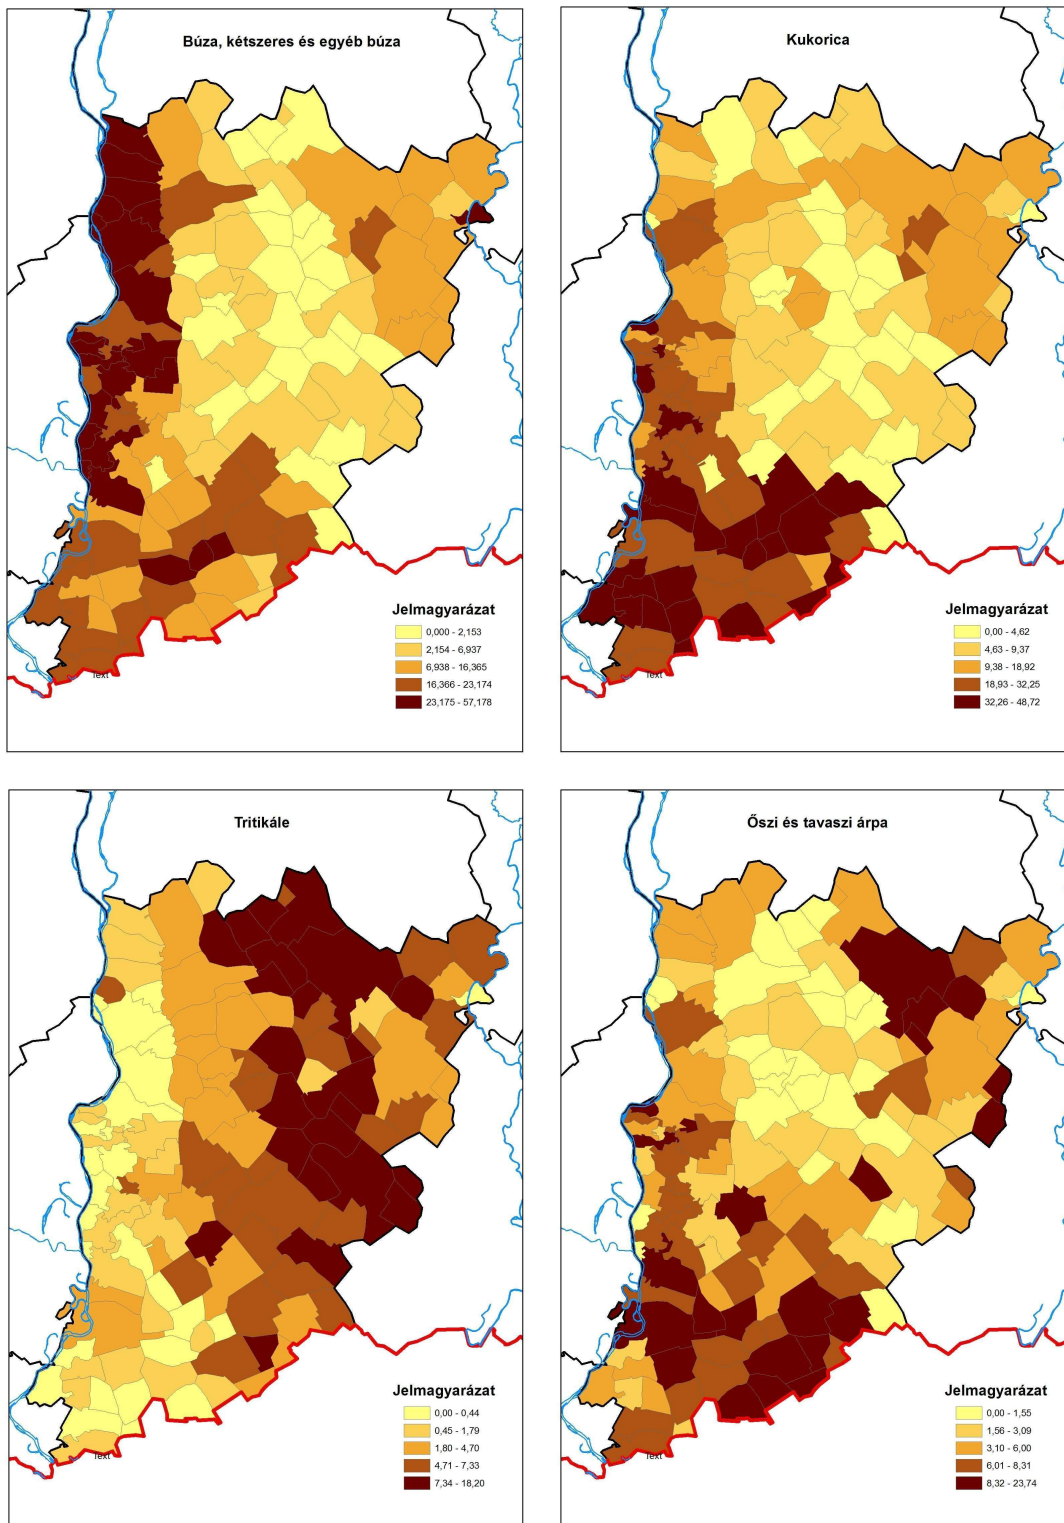 Búza, kétszeres és egyéb búza
Jelmagyarázat
0,000 - 2,153
2,154 - 6,937
6,938 - 16,365
16,366 - 23,174
23,175 - 57,178
Text
Kukorica
Jelmagyarázat
0,00 - 4,62
4,63 - 9,37
9,38 - 18,92
18,93 - 32,25
32,26 - 48,72
Text
Tritikále
Jelmagyarázat
0,00 - 0,44
0,45 - 1,79
1,80 - 4,70
4,71 - 7,33
7,34 - 18,20
Text
Őszi és tavaszi árpa
Jelmagyarázat
0,00 - 1,55
1,56 - 3,09
3,10 - 6,00
6,01 - 8,31
8,32 - 23,74
Text